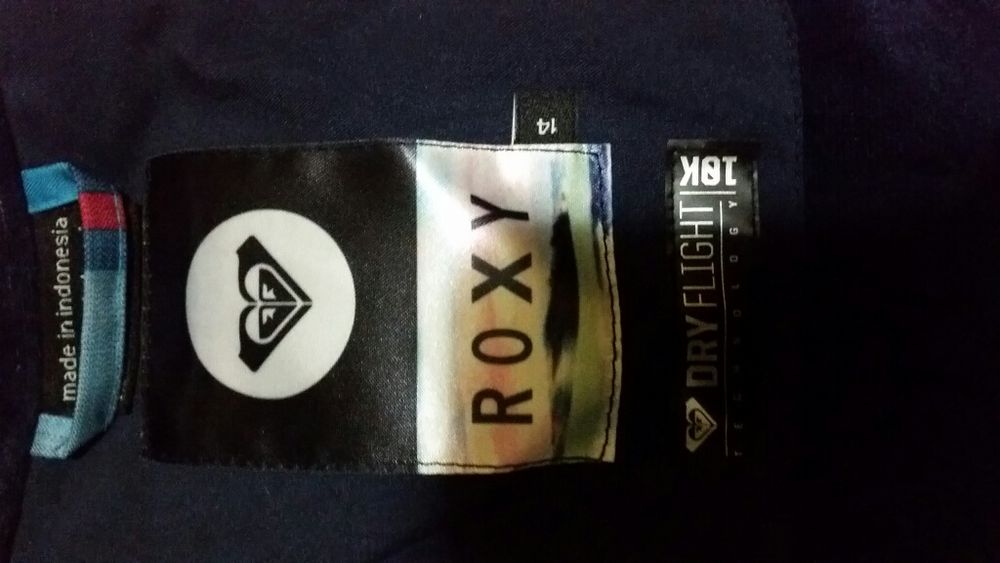 made in indonesia
14
ROXY
DRYFLIGHT 10K
TECHNOLOGY